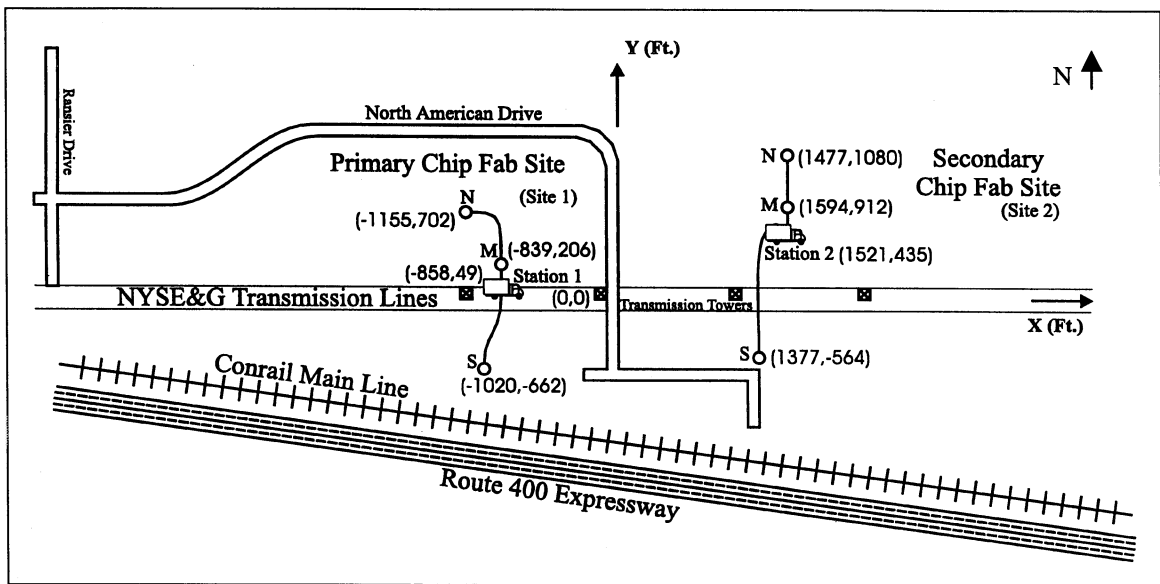 Y (Ft.)
N
Ransier Drive
North American Drive
Primary Chip Fab Site
(Site 1)
N
(-1155,702)
M
(-839,206)
(-858,49)
Station 1
N
(1477,1080)
Secondary
Chip Fab Site
(Site 2)
M
(1594,912)
Station 2 (1521,435)
NYSE&G Transmission Lines
(0,0)
Transmission Towers
X (Ft.)
S
(-1020,-662)
S
(1377,-564)
Conrail Main Line
Route 400 Expressway